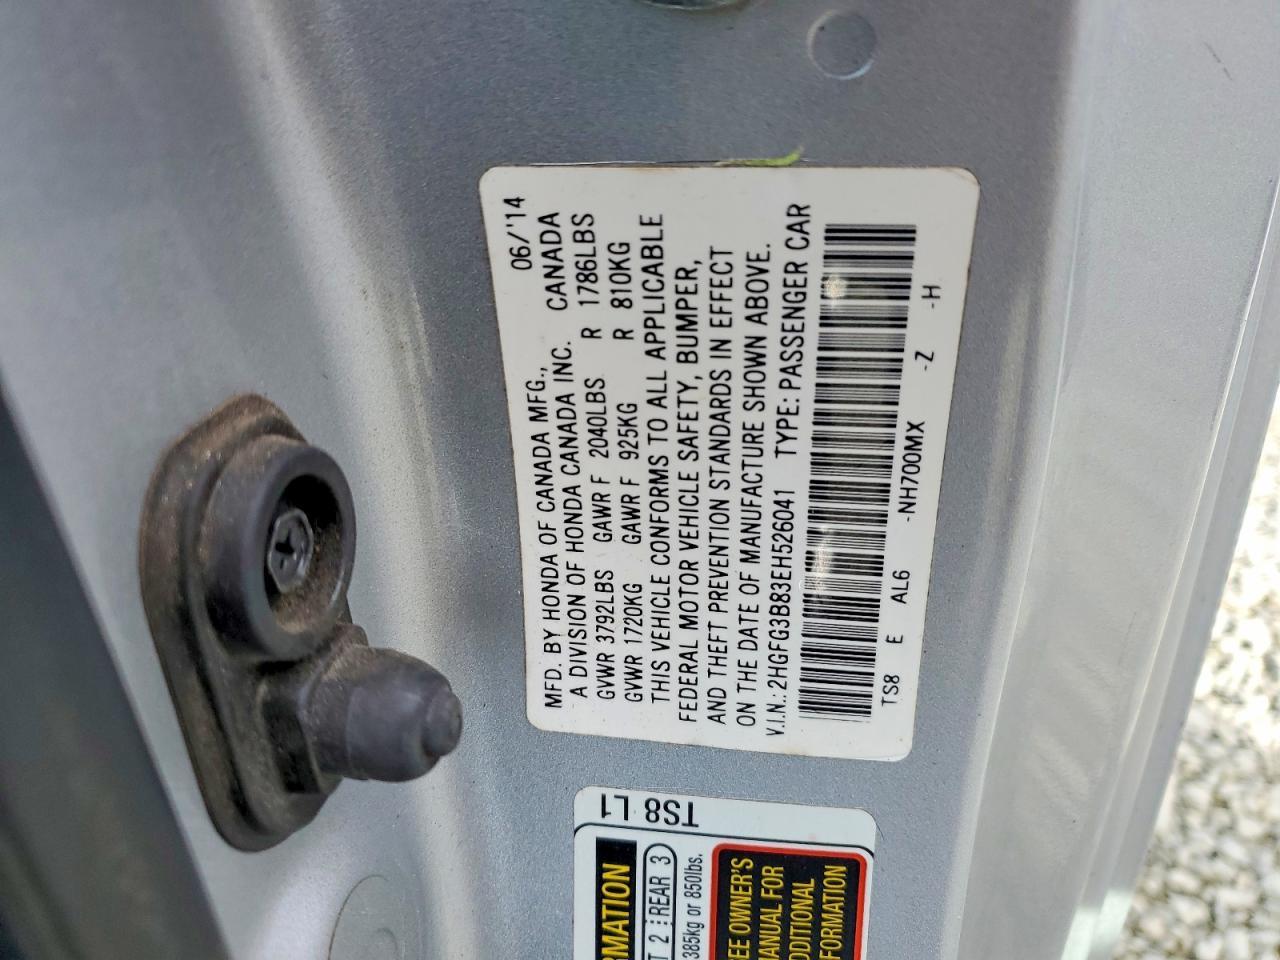 MFD. BY HONDA OF CANADA MFG., 06/'14
A DIVISION OF HONDA CANADA INC. CANADA
GVWR 3792LBS GAWR F 2040LBS R 1786LBS
GVWR 1720KG GAWR F 925KG R 810KG
THIS VEHICLE CONFORMS TO ALL APPLICABLE
FEDERAL MOTOR VEHICLE SAFETY, BUMPER,
AND THEFT PREVENTION STANDARDS IN EFFECT
ON THE DATE OF MANUFACTURE SHOWN ABOVE.
V.I.N.: 2HGFG3B83EH526041 TYPE: PASSENGER CAR
TS8 E AL6 -NH700MX -Z -H
TS8 L1
RMATION
T 2 REAR 3
385kg or 850lbs.
EE OWNER'S
MANUAL FOR
DDITIONAL
FORMATION